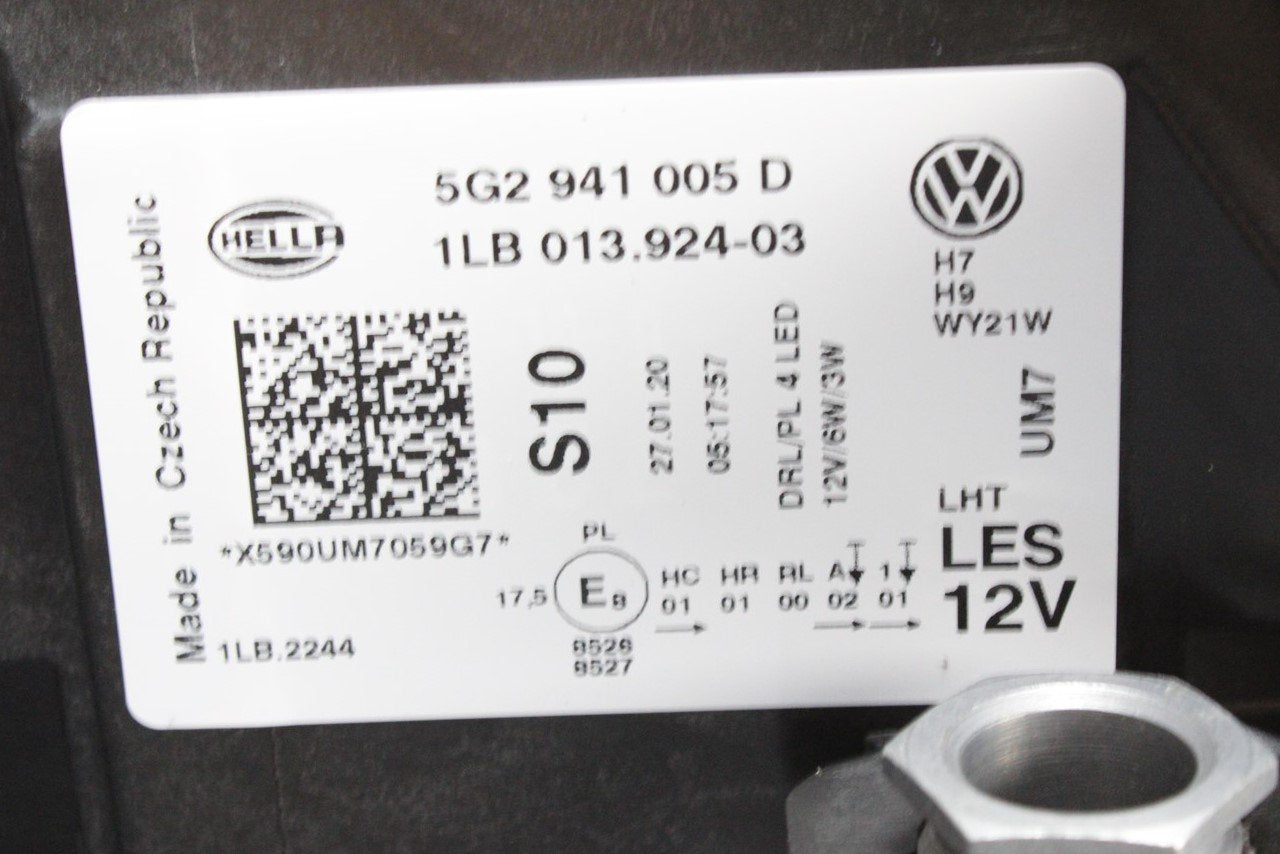 Made in Czech Republic
HELLA
5G2 941 005 D
1LB 013.924-03
H7
H9
WY21W
S10
27.01.20
05:17:57
DRL/PL 4 LED
12V/6W/3W
UM7
*X590UM7059G7*
1LB.2244
PL
17,5
E8
8526
8527
HC HR RL A 1
01 01 00 02 01
LHT
LES
12V